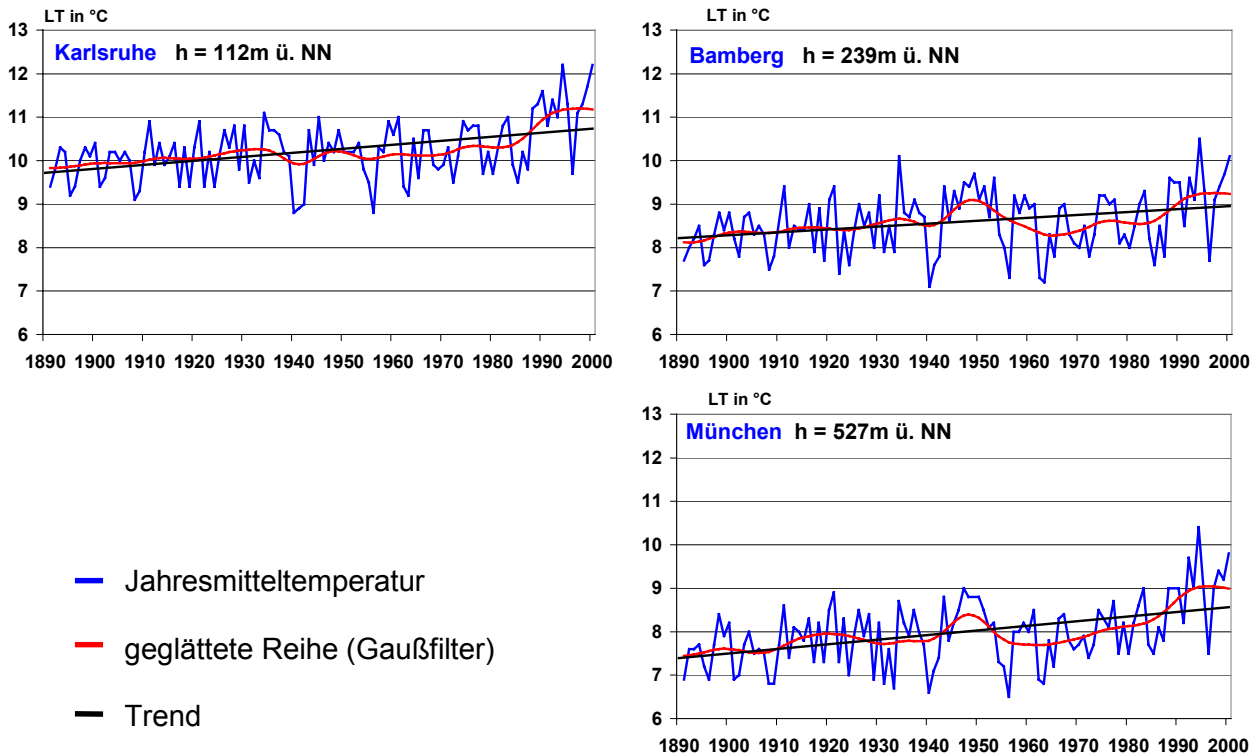 LT in °C
13
Karlsruhe h = 112m ü. NN
12
11
10
9
8
7
6
1890 1900 1910 1920 1930 1940 1950 1960 1970 1980 1990 2000
LT in °C
13
Bamberg h = 239m ü. NN
12
11
10
9
8
7
6
1890 1900 1910 1920 1930 1940 1950 1960 1970 1980 1990 2000
LT in °C
13
München h = 527m ü. NN
12
11
10
9
8
7
6
1890 1900 1910 1920 1930 1940 1950 1960 1970 1980 1990 2000
Jahresmitteltemperatur
geglättete Reihe (Gaußfilter)
Trend